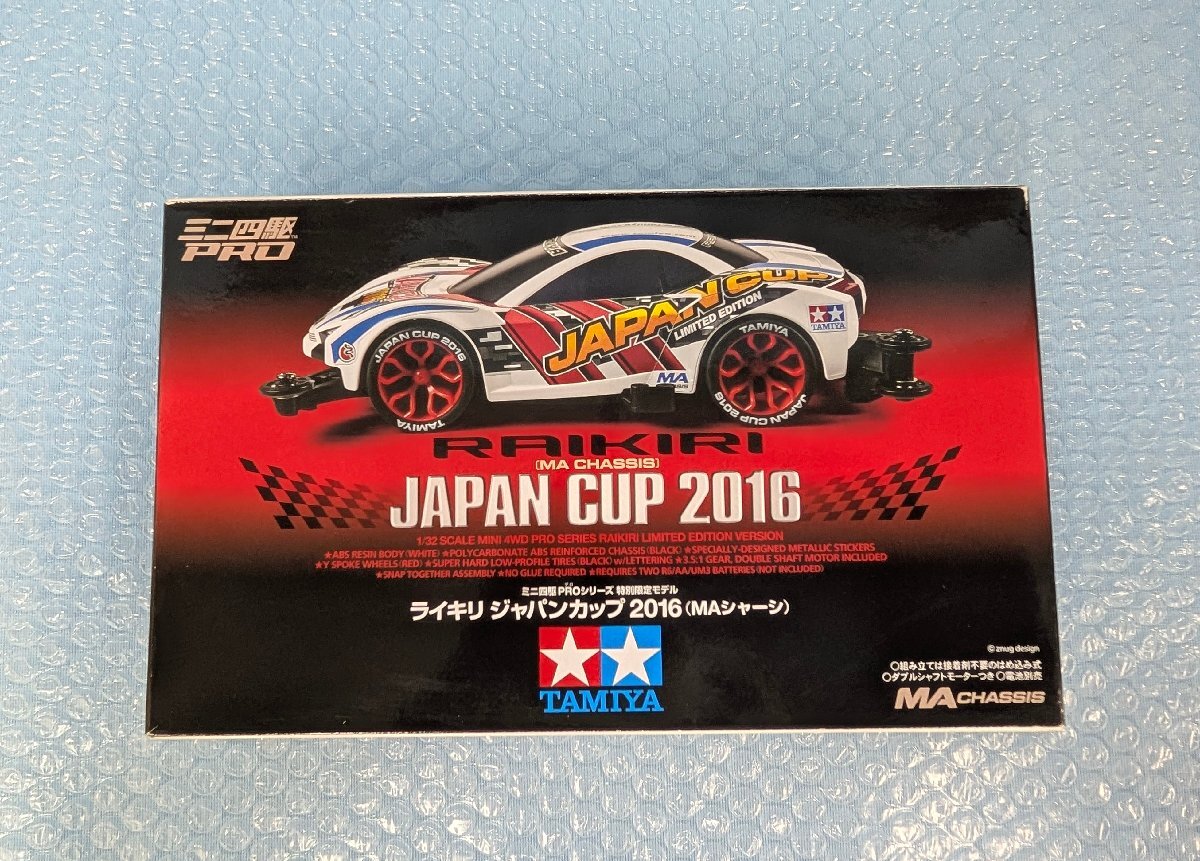 ミニ四駆
PRO
JAPAN CUP
LIMITED EDITION
TAMIYA
JAPAN CUP 2016
TAMIYA
TAMIYA
JAPAN CUP 2016
MA
RAIKIRI
(MA CHASSIS)
JAPAN CUP 2016
1/32 SCALE MINI 4WD PRO SERIES RAIKIRI LIMITED EDITION VERSION
★ABS RESIN BODY (WHITE) ★POLYCARBONATE ABS REINFORCED CHASSIS (BLACK) ★SPECIALLY-DESIGNED METALLIC STICKERS
★Y SPOKE WHEELS (RED) ★SUPER HARD LOW-PROFILE TIRES (BLACK) w/LETTERING ★3.5:1 GEAR, DOUBLE SHAFT MOTOR INCLUDED
★SNAP TOGETHER ASSEMBLY ★NO GLUE REQUIRED ★REQUIRES TWO R6/AA/UM3 BATTERIES (NOT INCLUDED)
ミニ四駆 PROシリーズ 特別限定モデル
ライキリ ジャパンカップ 2016 (MAシャーシ)
TAMIYA
© znug design
○組み立ては接着剤不要のはめ込み式
○ダブルシャフトモーターつき ○電池別売
MA CHASSIS